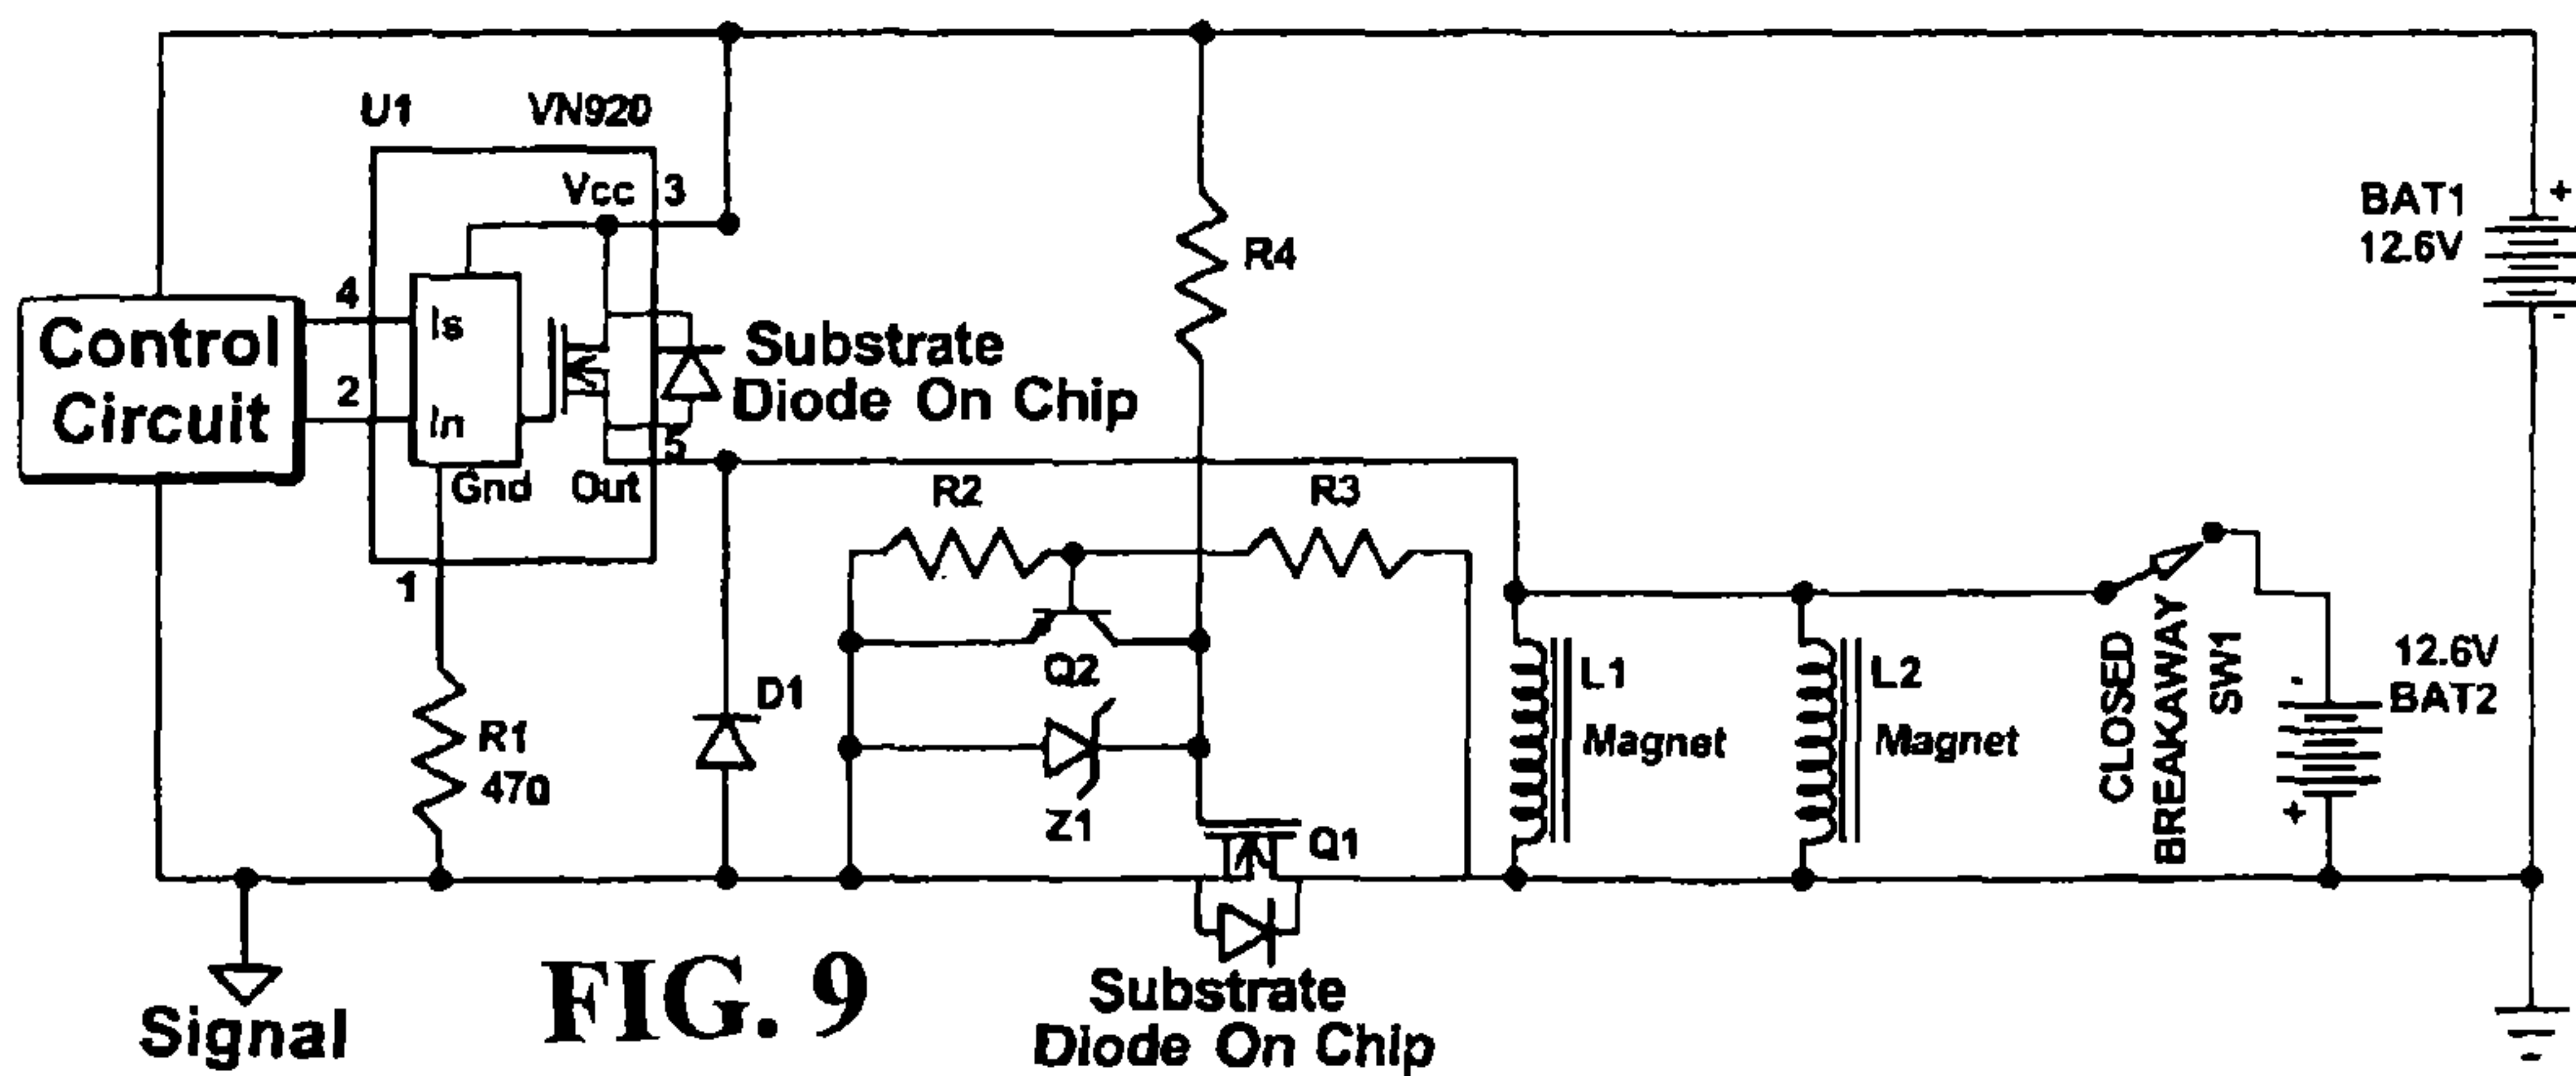 U1
VN920
Vcc
3
4
Is
Control
Circuit
2
In
Substrate
Diode On Chip
5
Gnd
Out
1
R1
470
D1
R2
R3
R4
Q2
Z1
Q1
L1
Magnet
L2
Magnet
CLOSED
BREAKAWAY
SW1
BAT1
12.6V
+
-
12.6V
BAT2
-
+
Signal
FIG. 9
Substrate
Diode On Chip